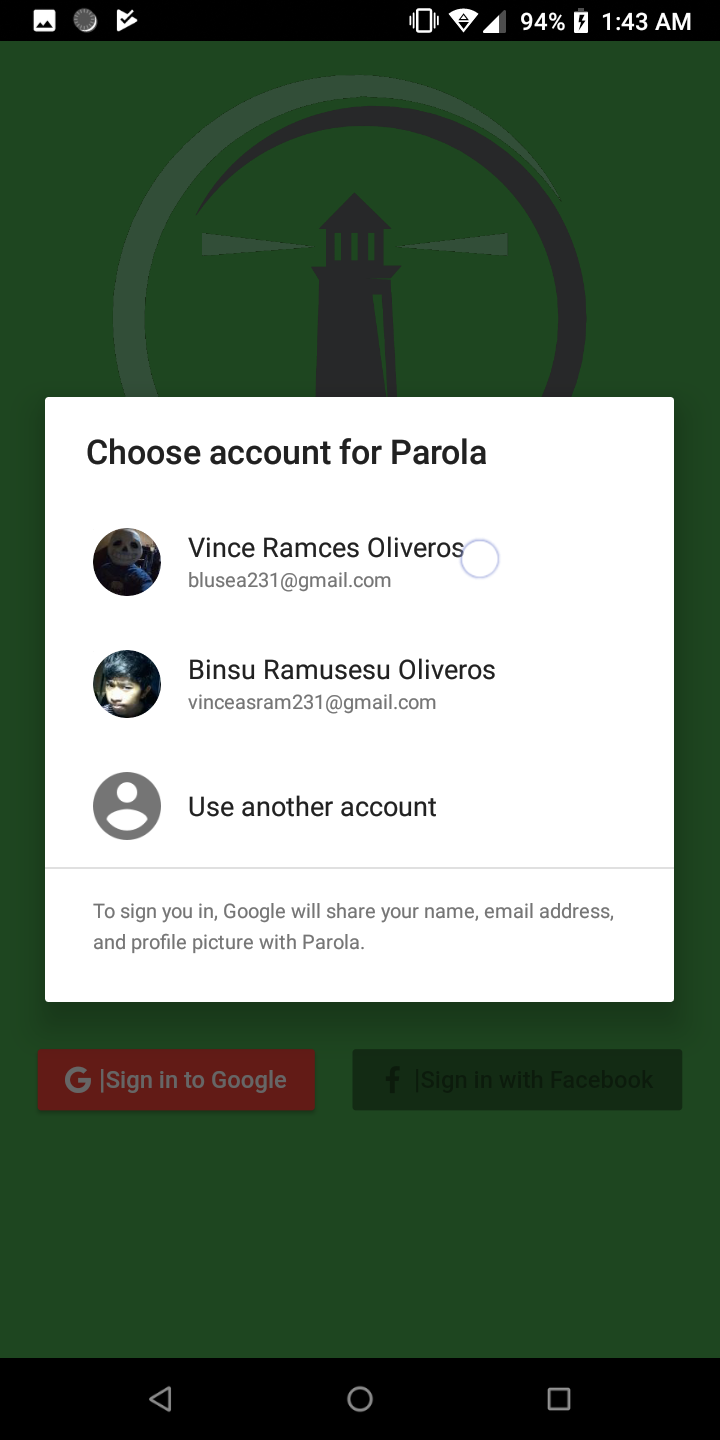 94% 1:43 AM
Choose account for Parola
Vince Ramces Oliveros
blusea231@gmail.com
Binsu Ramusesu Oliveros
vinceasram231@gmail.com
Use another account
To sign you in, Google will share your name, email address,
and profile picture with Parola.
G |Sign in to Google
f |Sign in with Facebook